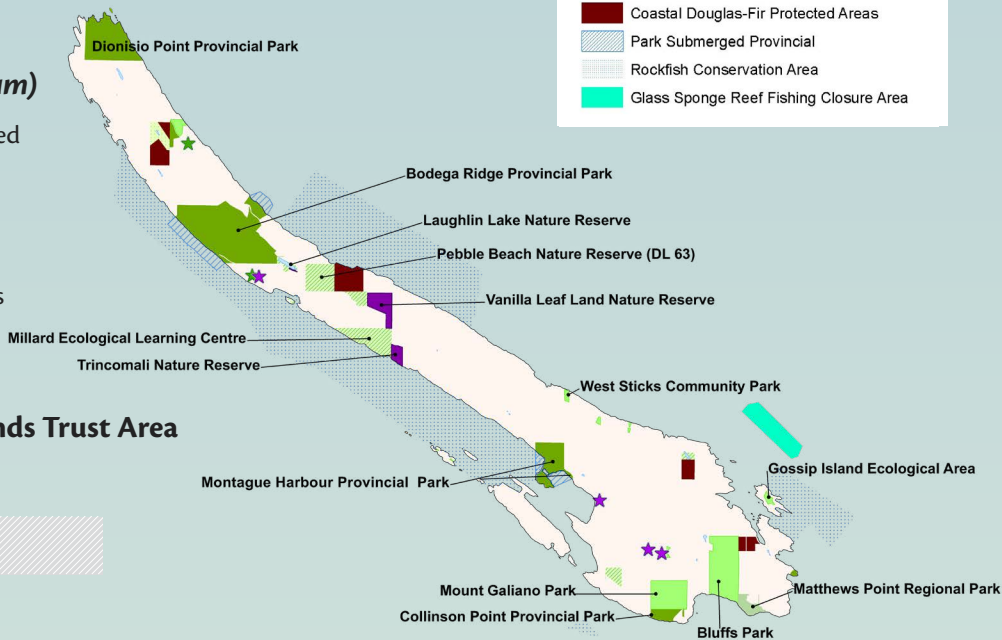 Coastal Douglas-Fir Protected Areas
Park Submerged Provincial
Rockfish Conservation Area
Glass Sponge Reef Fishing Closure Area
Dionisio Point Provincial Park
Bodega Ridge Provincial Park
Laughlin Lake Nature Reserve
Pebble Beach Nature Reserve (DL 63)
Vanilla Leaf Land Nature Reserve
Millard Ecological Learning Centre
Trincomali Nature Reserve
West Sticks Community Park
nds Trust Area
Gossip Island Ecological Area
Montague Harbour Provincial Park
Mount Galiano Park
Matthews Point Regional Park
Collinson Point Provincial Park
Bluffs Park